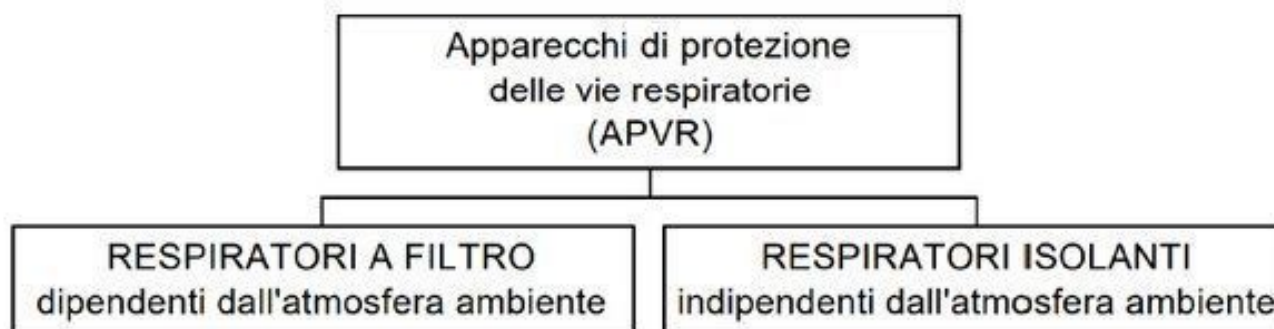 Apparecchi di protezione
delle vie respiratorie
(APVR)
RESPIRATORI A FILTRO
dipendenti dall'atmosfera ambiente
RESPIRATORI ISOLANTI
indipendenti dall'atmosfera ambiente